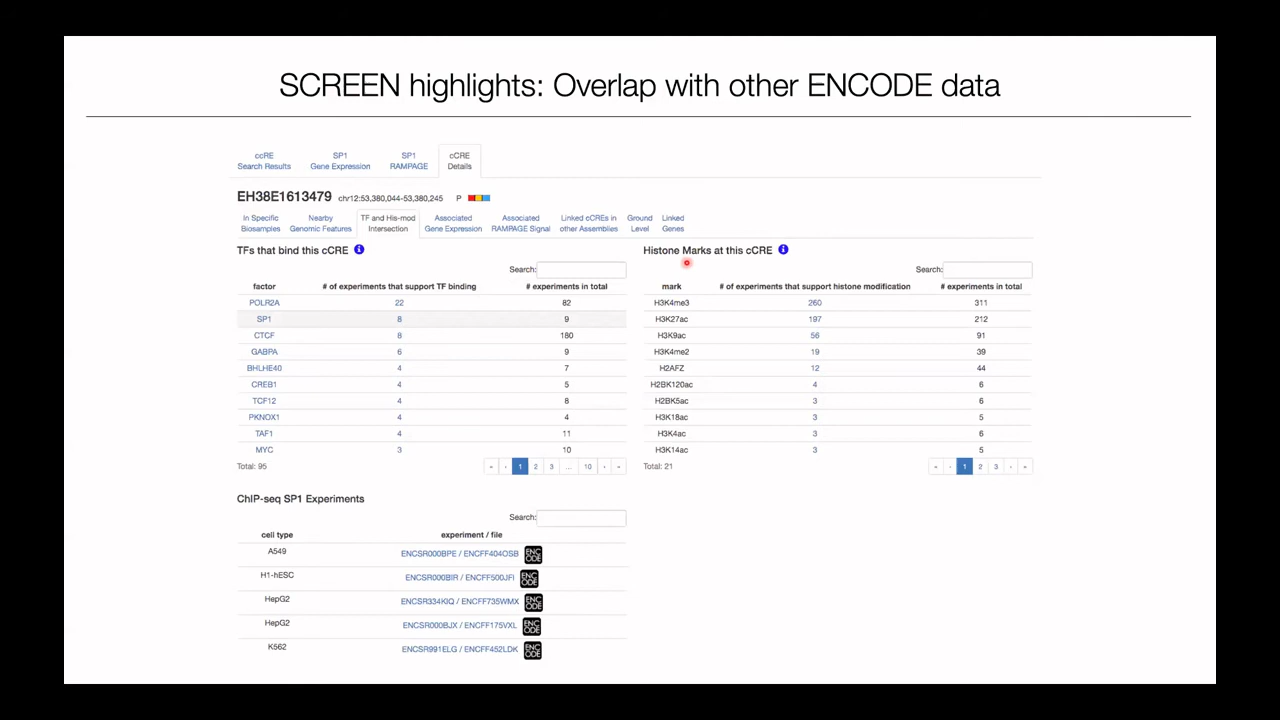 SCREEN highlights: Overlap with other ENCODE data
ccRE Search Results
SP1 Gene Expression
SP1 RAMPAGE
cCRE Details
EH38E1613479 chr12:53,380,044-53,380,245 P
In Specific Biosamples
Nearby Genomic Features
TF and His-mod Intersection
Associated Gene Expression
Associated RAMPAGE Signal
Linked cCREs in other Assemblies
Ground Level
Linked Genes
TFs that bind this cCRE
Search:
factor # of experiments that support TF binding # experiments in total
POLR2A 22 82
SP1 8 9
CTCF 8 180
GABPA 6 9
BHLHE40 4 7
CREB1 4 5
TCF12 4 8
PKNOX1 4 4
TAF1 4 11
MYC 3 10
Total: 95 « ‹ 1 2 3 ... 10 › »
Histone Marks at this cCRE
Search:
mark # of experiments that support histone modification # experiments in total
H3K4me3 260 311
H3K27ac 197 212
H3K9ac 56 91
H3K4me2 19 39
H2AFZ 12 44
H2BK120ac 4 6
H2BK5ac 3 6
H3K18ac 3 5
H3K4ac 3 6
H3K14ac 3 5
Total: 21 « ‹ 1 2 3 › »
ChIP-seq SP1 Experiments
Search:
cell type experiment / file
A549 ENCSR000BPE / ENCFF404OSB ENCODE
H1-hESC ENCSR000BIR / ENCFF500JFI ENCODE
HepG2 ENCSR334KIQ / ENCFF735WMX ENCODE
HepG2 ENCSR000BJX / ENCFF175VXL ENCODE
K562 ENCSR991ELG / ENCFF452LDK ENCODE